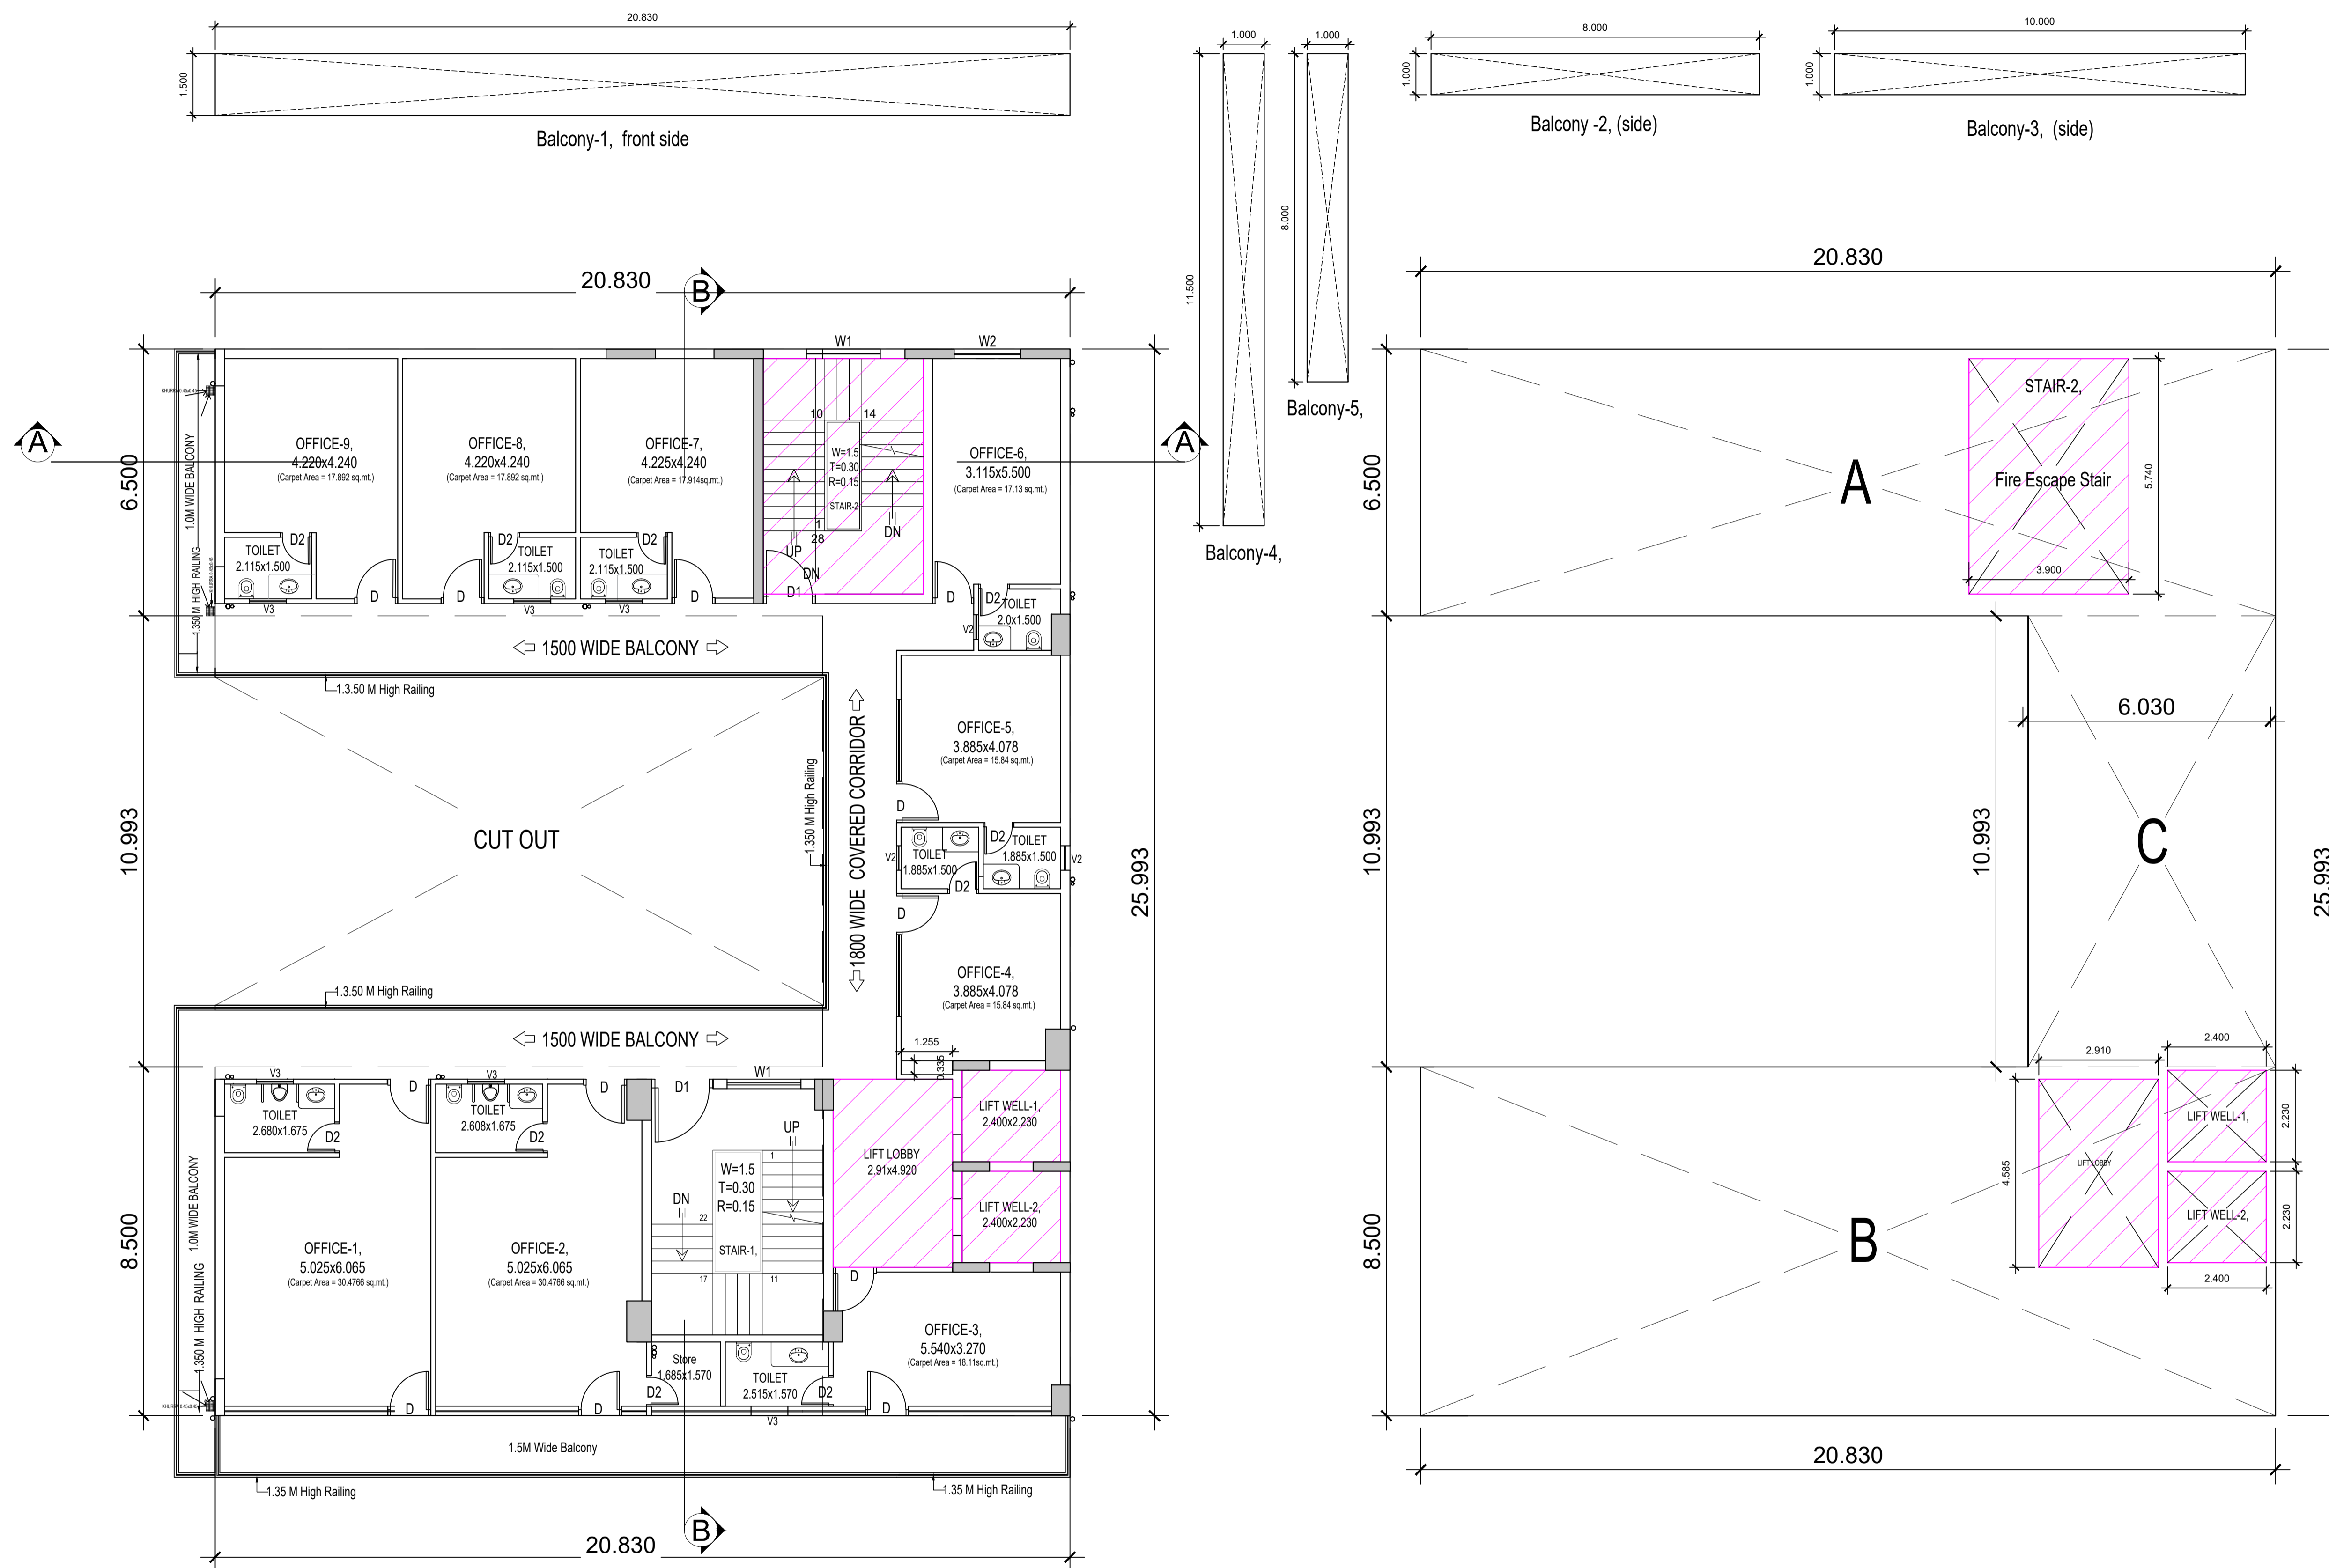 20.830
1.500
Balcony-1, front side
1.000
11.500
Balcony-4,
1.000
8.000
Balcony-5,
8.000
1.000
Balcony -2, (side)
10.000
1.000
Balcony-3, (side)
20.830
B
A
A
6.500
10.993
8.500
25.993
W1
W2
1.0M WIDE BALCONY
1.350 M HIGH RAILING
OFFICE-9,
4.220x4.240
(Carpet Area = 17.892 sq.mt.)
OFFICE-8,
4.220x4.240
(Carpet Area = 17.892 sq.mt.)
OFFICE-7,
4.225x4.240
(Carpet Area = 17.914sq.mt.)
10
14
W=1.5
T=0.30
R=0.15
STAIR-2,
1
28
UP
DN
DN
D1
OFFICE-6,
3.115x5.500
(Carpet Area = 17.13 sq.mt.)
TOILET
2.115x1.500
D2
D2
TOILET
2.115x1.500
TOILET
2.115x1.500
D2
V3
D
D
V3
V3
D
D
D2
TOILET
2.0x1.500
V2
1500 WIDE BALCONY
1.3.50 M High Railing
1.350 M High Railing
1800 WIDE COVERED CORRIDOR
CUT OUT
OFFICE-5,
3.885x4.078
(Carpet Area = 15.84 sq.mt.)
D
D2
TOILET
1.885x1.500
V2
TOILET
1.885x1.500
V2
D2
D
OFFICE-4,
3.885x4.078
(Carpet Area = 15.84 sq.mt.)
1.255
0.335
1.3.50 M High Railing
1500 WIDE BALCONY
V3
D
V3
D
D1
W1
TOILET
2.680x1.675
D2
TOILET
2.608x1.675
D2
UP
1
W=1.5
T=0.30
R=0.15
DN
22
STAIR-1,
17
11
LIFT LOBBY
2.91x4.920
LIFT WELL-1,
2.400x2.230
LIFT WELL-2,
2.400x2.230
1.0M WIDE BALCONY
1.350 M HIGH RAILING
OFFICE-1,
5.025x6.065
(Carpet Area = 30.4766 sq.mt.)
OFFICE-2,
5.025x6.065
(Carpet Area = 30.4766 sq.mt.)
D
OFFICE-3,
5.540x3.270
(Carpet Area = 18.11sq.mt.)
Store
1.685x1.570
TOILET
2.515x1.570
D
D
D2
D2
D
V3
1.5M Wide Balcony
1.35 M High Railing
1.35 M High Railing
B
20.830
20.830
6.500
A
STAIR-2,
Fire Escape Stair
5.740
3.900
10.993
10.993
6.030
C
25.993
8.500
B
2.910
4.585
LIFT LOBBY
2.400
LIFT WELL-1,
2.230
LIFT WELL-2,
2.230
2.400
20.830